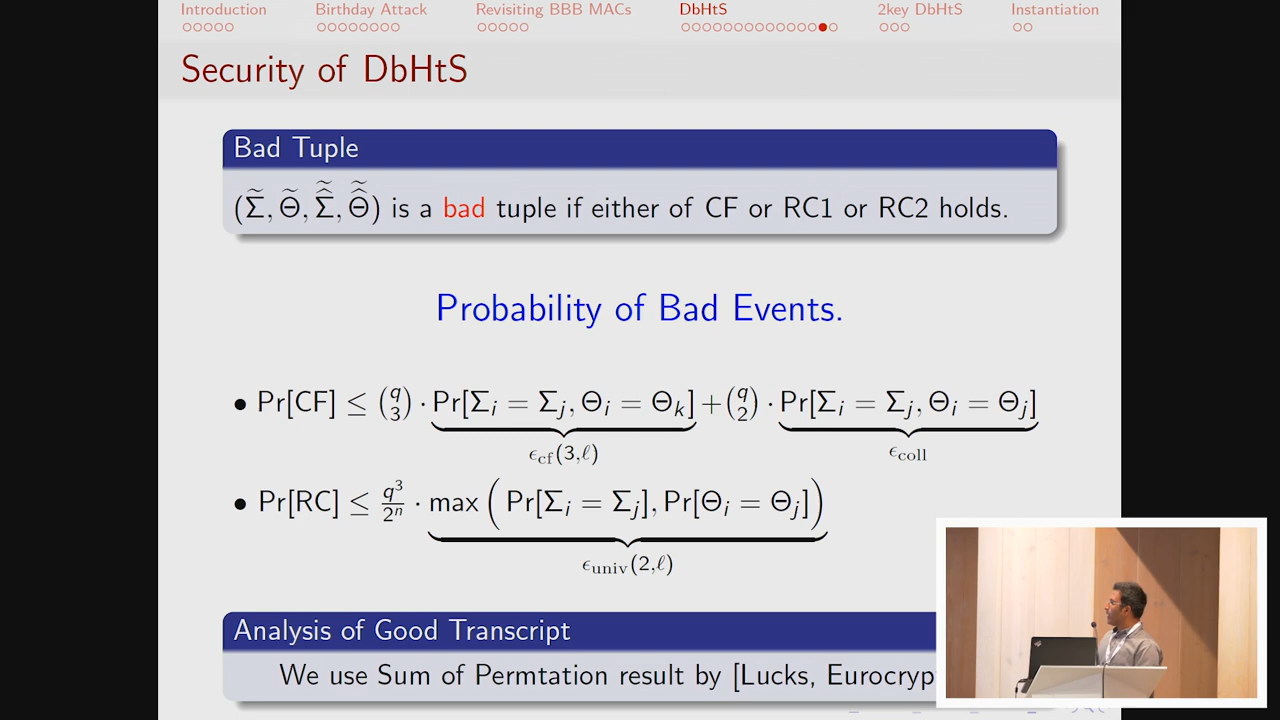 Introduction Birthday Attack Revisiting BBB MACs DbHtS 2key DbHtS Instantiation
Security of DbHtS
Bad Tuple
(Σ̃, Θ̃, Σ̂̃, Θ̂̃) is a bad tuple if either of CF or RC1 or RC2 holds.
Probability of Bad Events.
• Pr[CF] ≤ (q 3) · Pr[Σi = Σj, Θi = Θk] + (q 2) · Pr[Σi = Σj, Θi = Θj]
ϵcf(3,ℓ) ϵcoll
• Pr[RC] ≤ q³/2ⁿ · max ( Pr[Σi = Σj], Pr[Θi = Θj] )
ϵuniv(2,ℓ)
Analysis of Good Transcript
We use Sum of Permtation result by [Lucks, Eurocryp